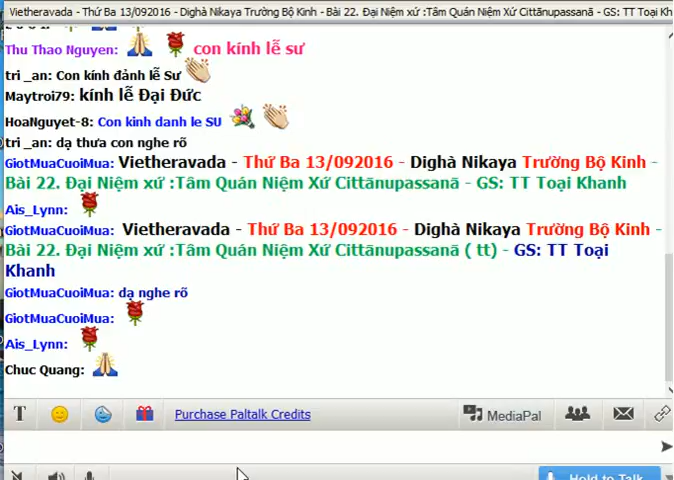 Vietheravada - Thứ Ba 13/09/2016 - Dighà Nikaya Trường Bộ Kinh - Bài 22. Đại Niệm xứ :Tâm Quán Niệm Xứ Cittānupassanā - GS: TT Toại Kh
Thu Thao Nguyen: con kính lễ sư
tri _an: Con kính đảnh lễ Sư
Maytroi79: kính lễ Đại Đức
HoaNguyet-8: Con kinh danh le SU
tri _an: dạ thưa con nghe rõ
GiotMuaCuoiMua: Vietheravada - Thứ Ba 13/092016 - Dighà Nikaya Trường Bộ Kinh -
Bài 22. Đại Niệm xứ :Tâm Quán Niệm Xứ Cittānupassanā - GS: TT Toại Khanh
Ais_Lynn:
GiotMuaCuoiMua: Vietheravada - Thứ Ba 13/092016 - Dighà Nikaya Trường Bộ Kinh -
Bài 22. Đại Niệm xứ :Tâm Quán Niệm Xứ Cittānupassanā ( tt) - GS: TT Toại
Khanh
GiotMuaCuoiMua: dạ nghe rõ
GiotMuaCuoiMua:
Ais_Lynn:
Chuc Quang:
T Purchase Paltalk Credits MediaPal
Hold to Talk